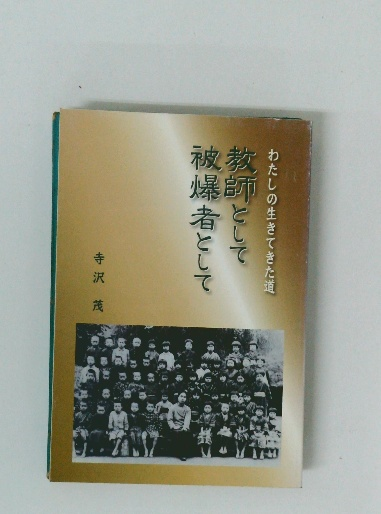 わたしの生きてきた道
教師として
被爆者として
寺沢 茂